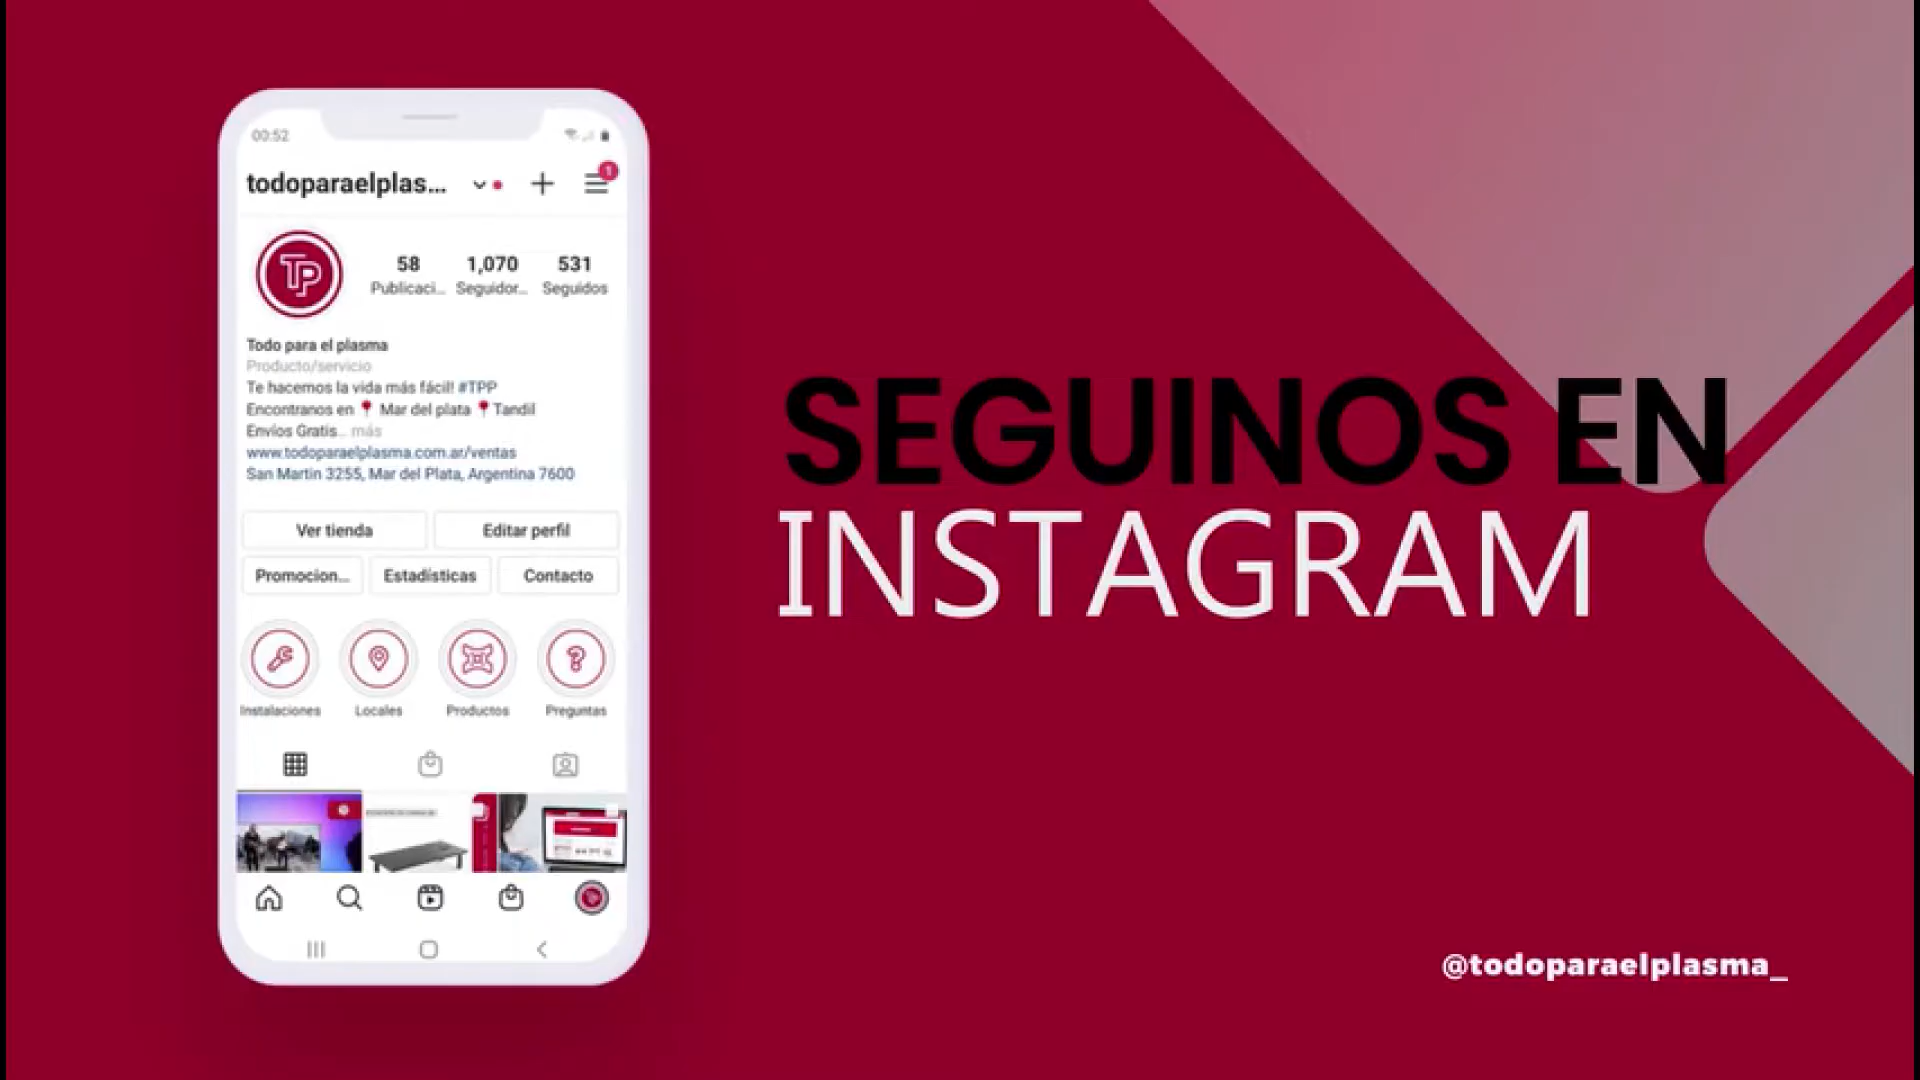 00:52
todoparaelplas...
1
TP
58 1,070 531
Publicaci... Seguidor... Seguidos
Todo para el plasma
Producto/servicio
Te hacemos la vida más fácil! #TPP
Encontranos en 📍 Mar del plata 📍Tandil
Envíos Gratis... más
www.todoparaelplasma.com.ar/ventas
San Martin 3255, Mar del Plata, Argentina 7600
Ver tienda Editar perfil
Promocion... Estadísticas Contacto
Instalaciones Locales Productos Preguntas
SEGUINOS EN
INSTAGRAM
@todoparaelplasma_